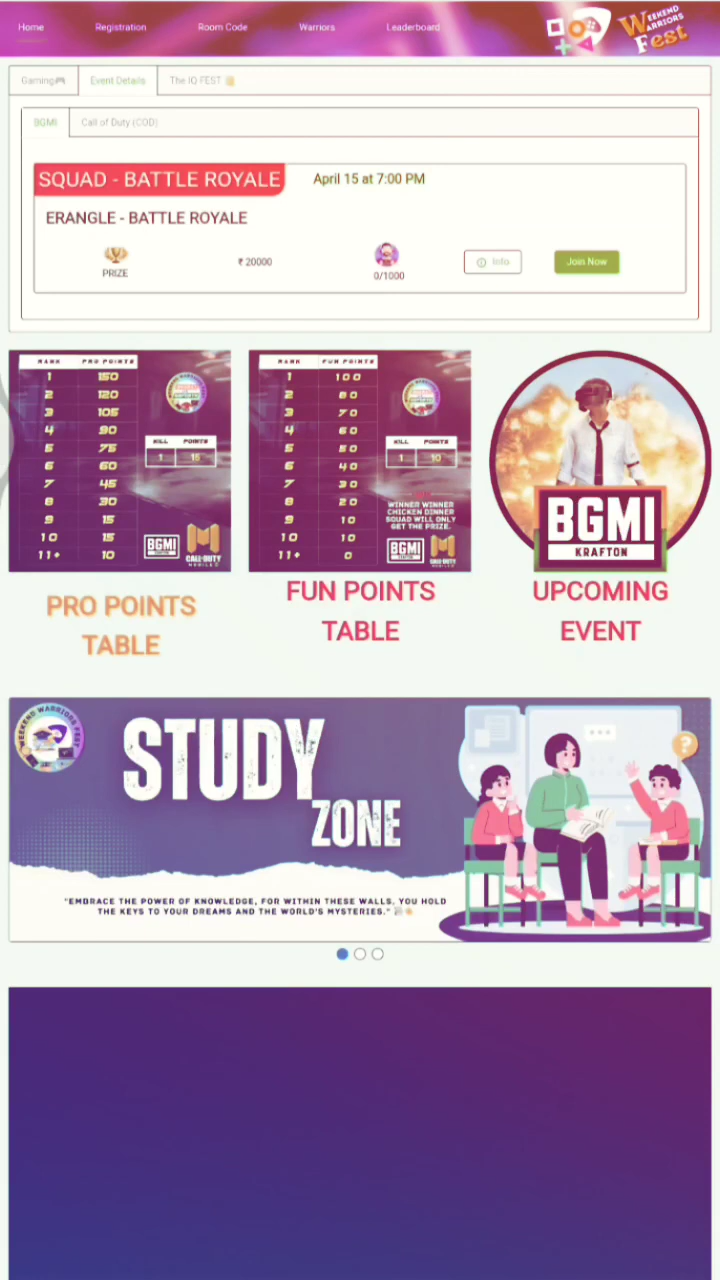 Home Registration Room Code Warriors Leaderboard
WEEKEND
WARRIORS
Fest
Gaming🎮 Event Details The IQ FEST
BGMI Call of Duty (COD)
SQUAD - BATTLE ROYALE April 15 at 7:00 PM
ERANGLE - BATTLE ROYALE
PRIZE ₹ 20000 0/1000 Info Join Now
RANK PRO POINTS
1 150
2 120
3 105
4 90
5 75
6 60
7 45
8 30
9 15
10 15
11+ 10
KILL POINTS
1 15
BGMI
KRAFTON
CALL OF DUTY
MOBILE
RANK FUN POINTS
1 100
2 80
3 70
4 60
5 50
6 40
7 30
8 20
9 10
10 10
11+ 0
KILL POINTS
1 10
WINNER WINNER
CHICKEN DINNER
SQUAD WILL ONLY
GET THE PRIZE.
BGMI
KRAFTON
CALL OF DUTY
MOBILE
BGMI
KRAFTON
PRO POINTS
TABLE
FUN POINTS
TABLE
UPCOMING
EVENT
WEEKEND WARRIORS FEST
STUDY
ZONE
?
"EMBRACE THE POWER OF KNOWLEDGE, FOR WITHIN THESE WALLS, YOU HOLD
THE KEYS TO YOUR DREAMS AND THE WORLD'S MYSTERIES."